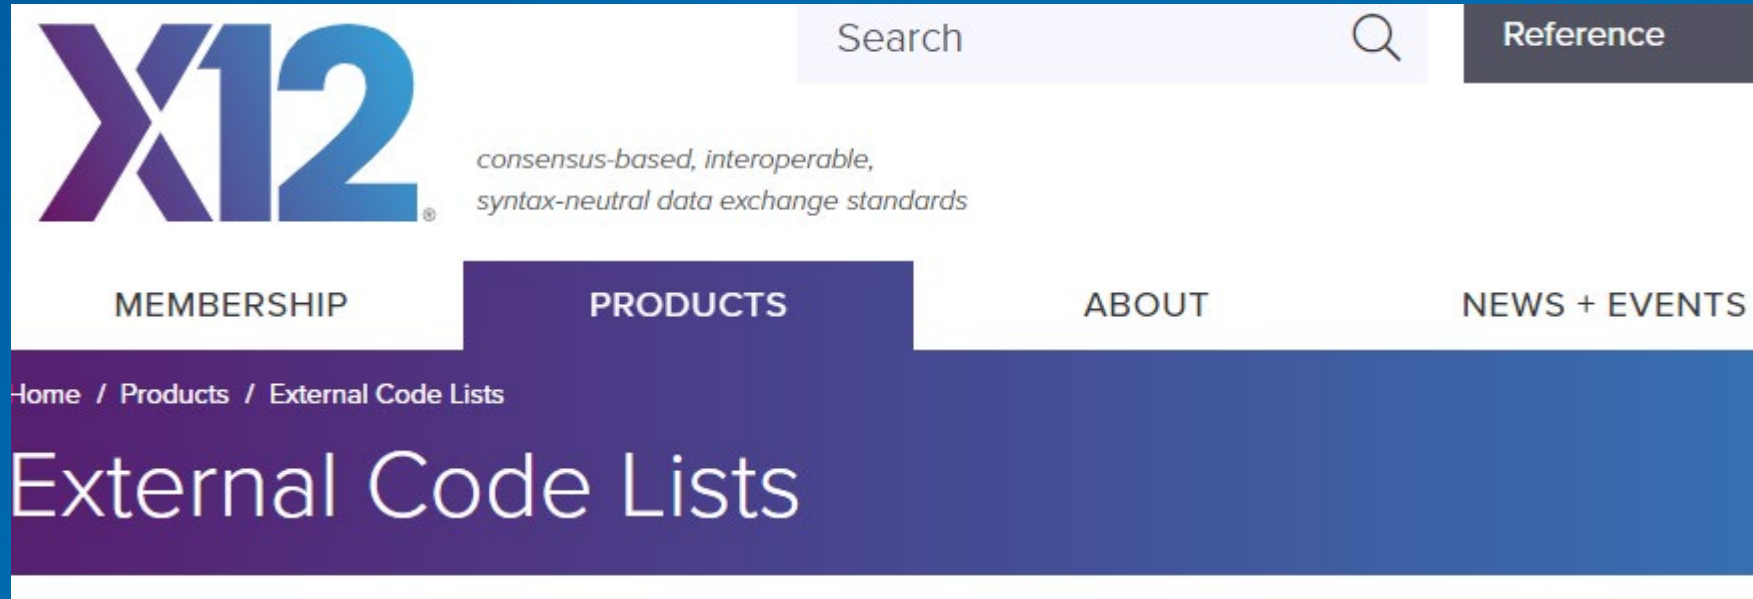 X12®
Search
Reference
consensus-based, interoperable,
syntax-neutral data exchange standards
MEMBERSHIP
PRODUCTS
ABOUT
NEWS + EVENTS
Home / Products / External Code Lists
External Code Lists